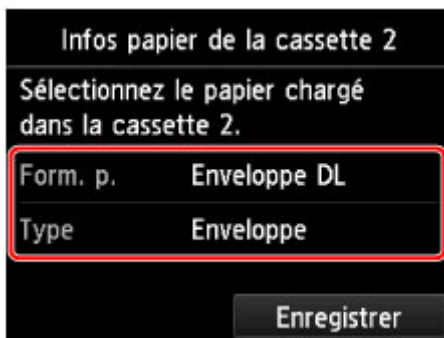 Infos papier de la cassette 2
Sélectionnez le papier chargé
dans la cassette 2.
Form. p. Enveloppe DL
Type Enveloppe
Enregistrer